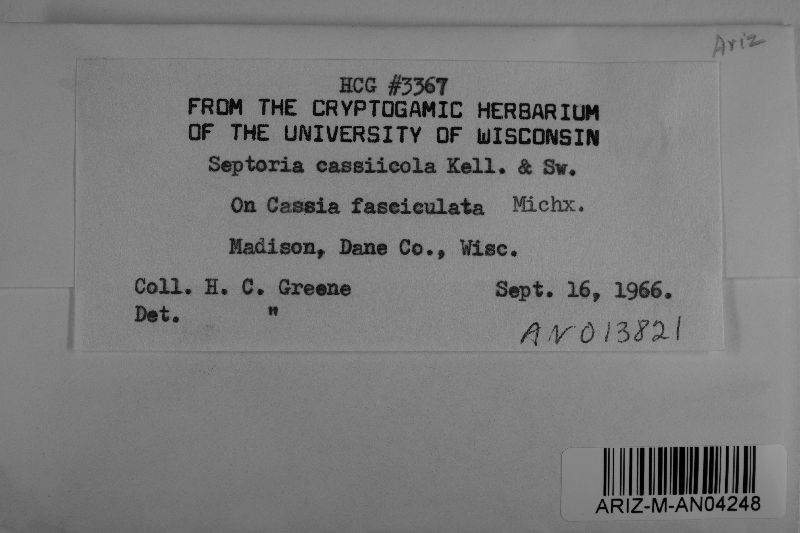 Ariz
HCG #3367
FROM THE CRYPTOGAMIC HERBARIUM
OF THE UNIVERSITY OF WISCONSIN
Septoria cassiicola Kell. & Sw.
On Cassia fasciculata Michx.
Madison, Dane Co., Wisc.
Coll. H. C. Greene Sept. 16, 1966.
Det. "
AN013821
ARIZ-M-AN04248